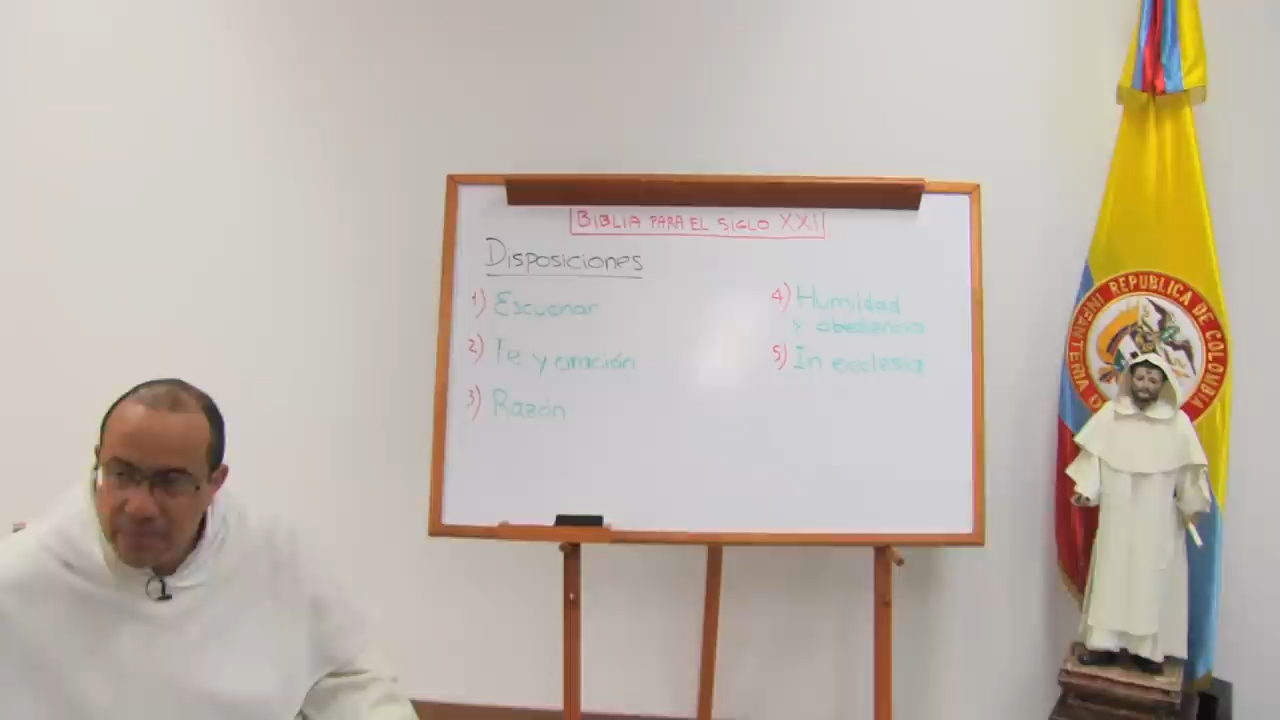 BIBLIA PARA EL SIGLO XXI
Disposiciones
1) Escuchar
2) Fe y oración
3) Razón
4) Humildad
y obediencia
5) In ecclesia
REPUBLICA DE COLOMBIA
INFANTERIA